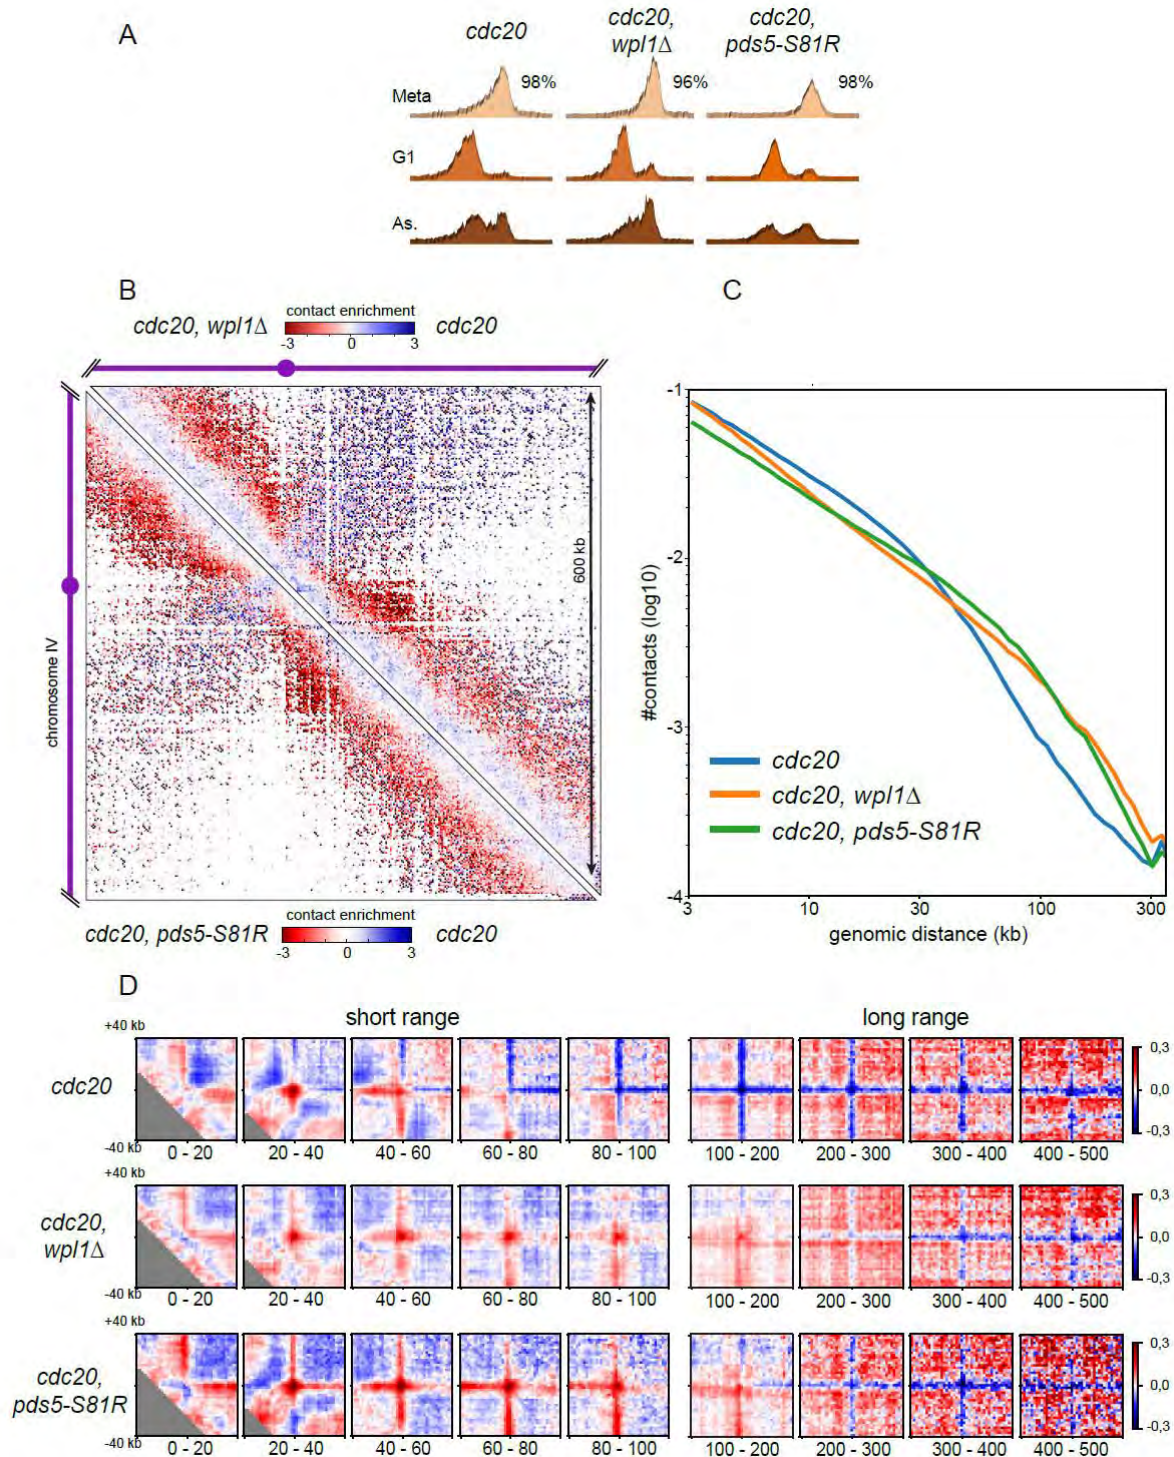 A
cdc20
cdc20,
wpl1Δ
cdc20,
pds5-S81R
Meta
98%
96%
98%
G1
As.
B
contact enrichment
cdc20, wpl1Δ
cdc20
-3
0
3
600 kb
chromosome IV
contact enrichment
cdc20, pds5-S81R
cdc20
-3
0
3
C
-1
-2
-3
-4
#contacts (log10)
cdc20
cdc20, wpl1Δ
cdc20, pds5-S81R
3
10
30
100
300
genomic distance (kb)
D
short range
long range
+40 kb
cdc20
-40 kb
0 - 20
20 - 40
40 - 60
60 - 80
80 - 100
100 - 200
200 - 300
300 - 400
400 - 500
0,3
0,0
-0,3
+40 kb
cdc20,
wpl1Δ
-40 kb
0 - 20
20 - 40
40 - 60
60 - 80
80 - 100
100 - 200
200 - 300
300 - 400
400 - 500
0,3
0,0
-0,3
+40 kb
cdc20,
pds5-S81R
-40 kb
0 - 20
20 - 40
40 - 60
60 - 80
80 - 100
100 - 200
200 - 300
300 - 400
400 - 500
0,3
0,0
-0,3